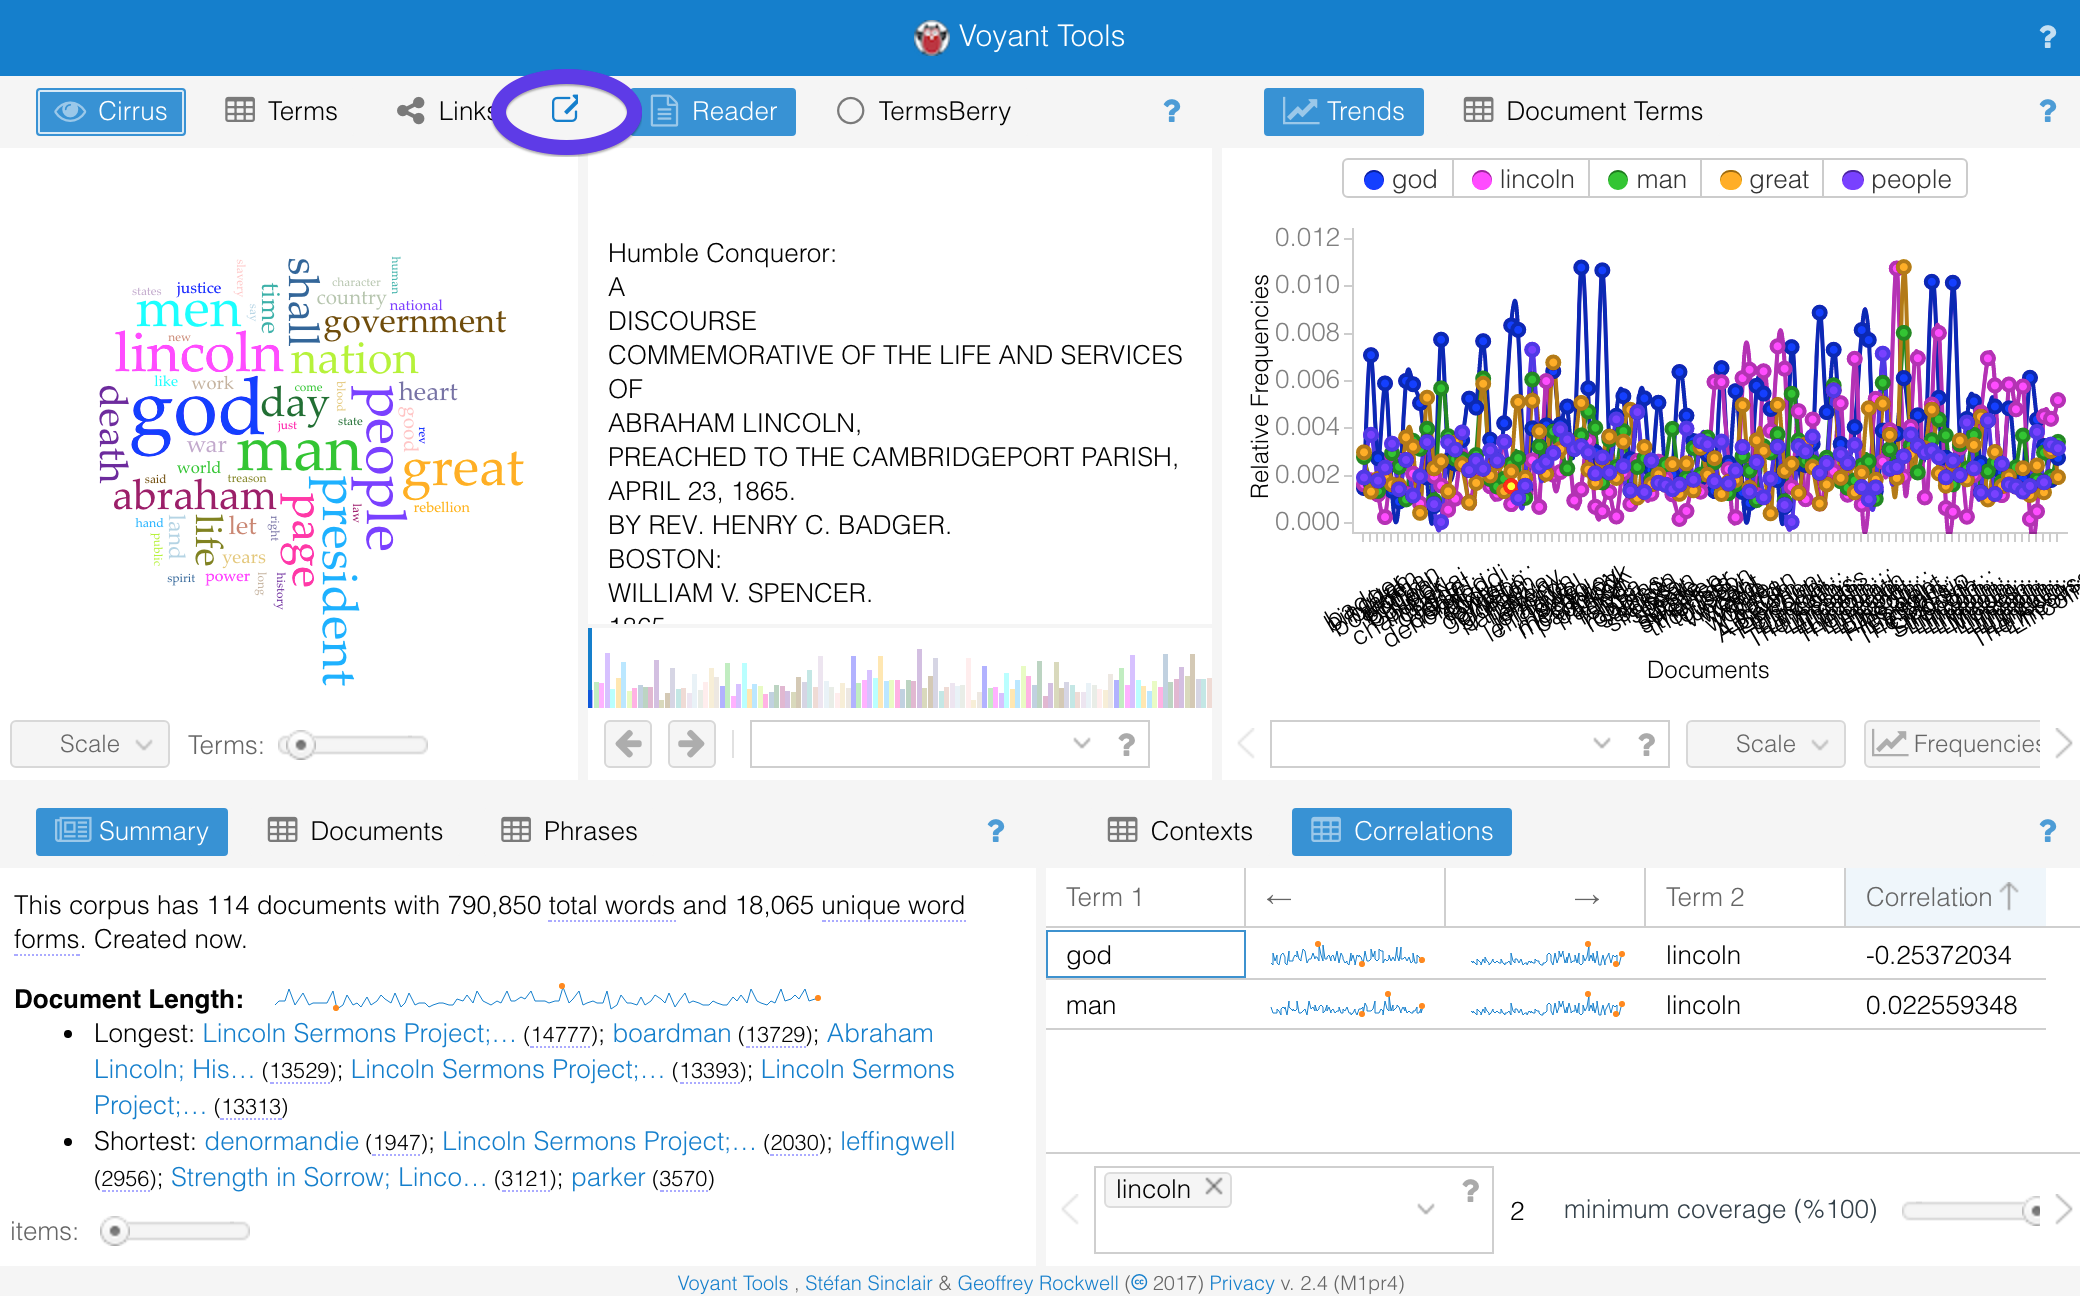 Voyant Tools ?
Cirrus Terms Links Reader TermsBerry ? Trends Document Terms ?
god lincoln man great people
states justice slavery time shall character human
men say country national
new government
lincoln nation
like work come blood people heart
death god day good
just state rev
war man
world great
said treason
abraham page president law rebellion
hand land life let right
public years
spirit power long history
Humble Conqueror:
A
DISCOURSE
COMMEMORATIVE OF THE LIFE AND SERVICES
OF
ABRAHAM LINCOLN,
PREACHED TO THE CAMBRIDGEPORT PARISH,
APRIL 23, 1865.
BY REV. HENRY C. BADGER.
BOSTON:
WILLIAM V. SPENCER.
1865
Relative Frequencies
0.012
0.010
0.008
0.006
0.004
0.002
0.000
Documents
Scale Terms: ? ? Scale Frequencies
Summary Documents Phrases ?
This corpus has 114 documents with 790,850 total words and 18,065 unique word
forms. Created now.
Document Length:
• Longest: Lincoln Sermons Project;… (14777); boardman (13729); Abraham
Lincoln; His… (13529); Lincoln Sermons Project;… (13393); Lincoln Sermons
Project;… (13313)
• Shortest: denormandie (1947); Lincoln Sermons Project;… (2030); leffingwell
(2956); Strength in Sorrow; Linco… (3121); parker (3570)
items:
Contexts Correlations ?
Term 1 ← → Term 2 Correlation ↑
god lincoln -0.25372034
man lincoln 0.022559348
lincoln × ? 2 minimum coverage (%100)
Voyant Tools , Stéfan Sinclair & Geoffrey Rockwell (cc 2017) Privacy v. 2.4 (M1pr4)